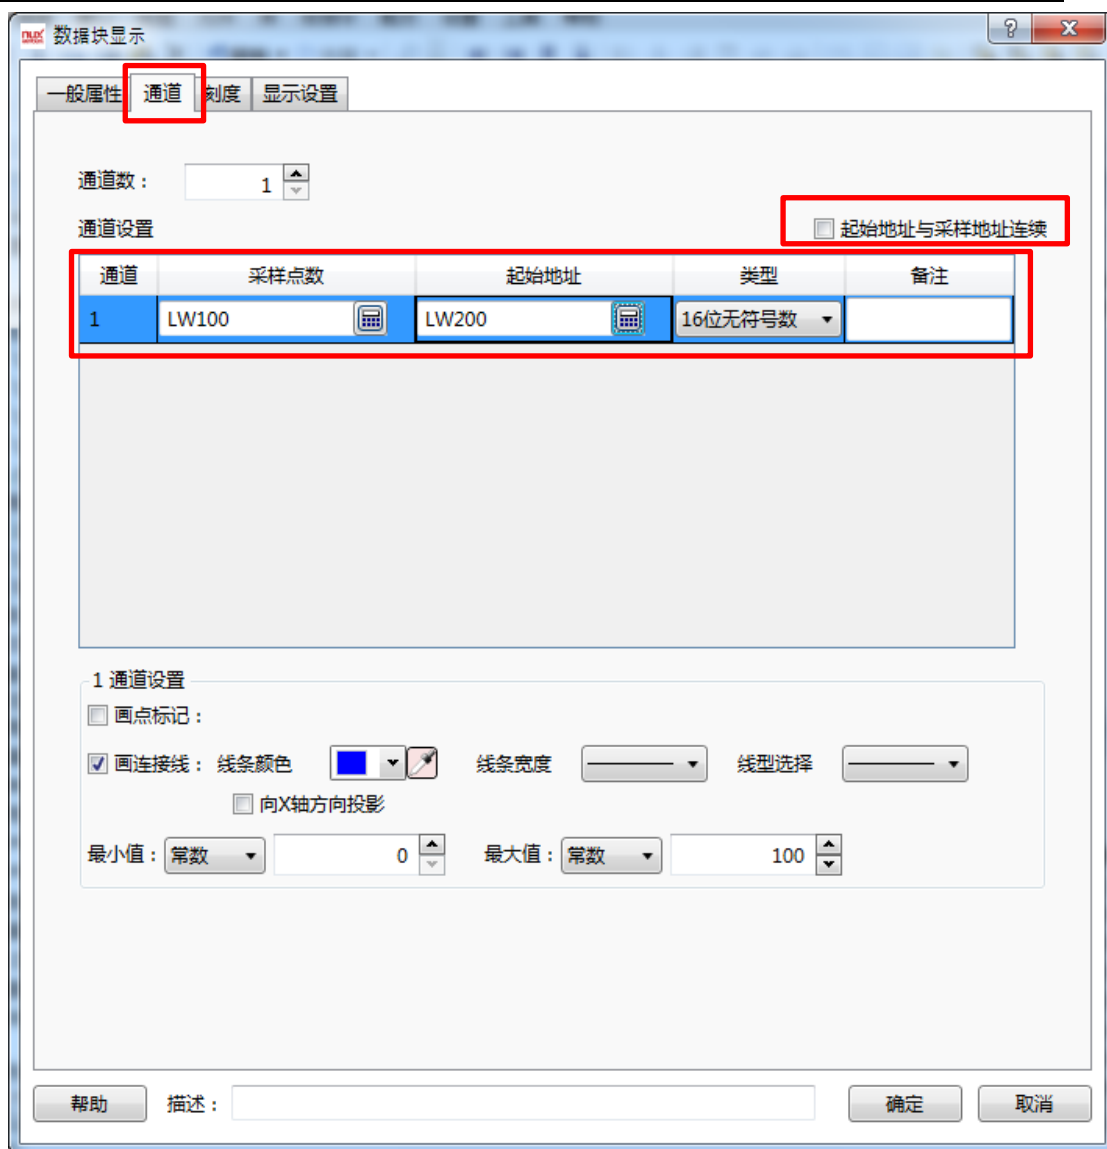 数据块显示
一般属性 通道 刻度 显示设置
通道数： 1
通道设置 起始地址与采样地址连续
通道 采样点数 起始地址 类型 备注
1 LW100 LW200 16位无符号数
1 通道设置
画点标记：
画连接线： 线条颜色 线条宽度 线型选择
向X轴方向投影
最小值： 常数 0 最大值： 常数 100
帮助 描述： 确定 取消